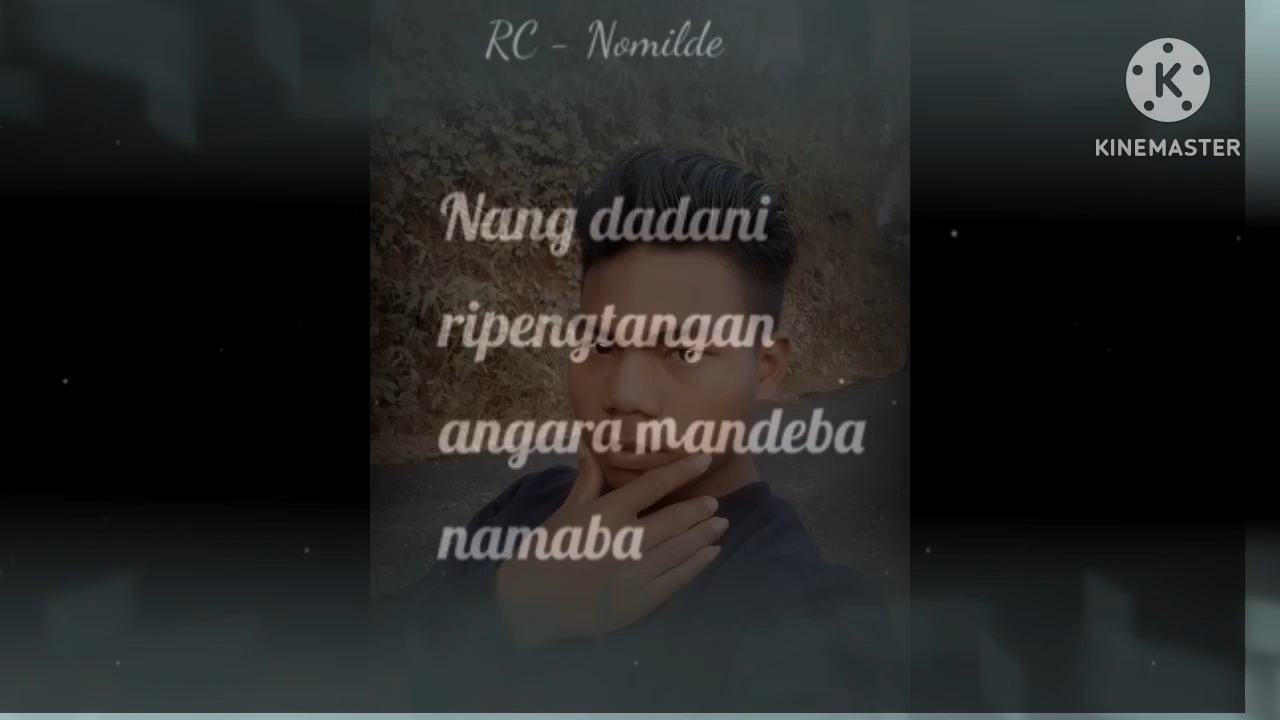 RC - Nomilde
KINEMASTER
Nang dadani
ripengtangan
angara mandeba
namaba